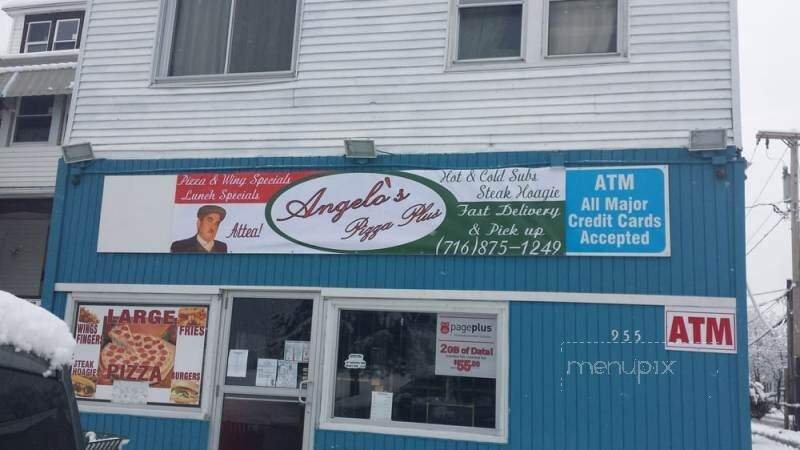 Pizza & Wing Specials
Lunch Specials
Attea!
Angelo's
Pizza Plus
Hot & Cold Subs
Steak Hoagie
Fast Delivery
& Pick up
(716)875-1249
ATM
All Major
Credit Cards
Accepted
LARGE
WINGS
FINGER
FRIES
STEAK
HOAGIE
PIZZA
BURGERS
pageplus
2GB of Data!
955
ATM
menupix